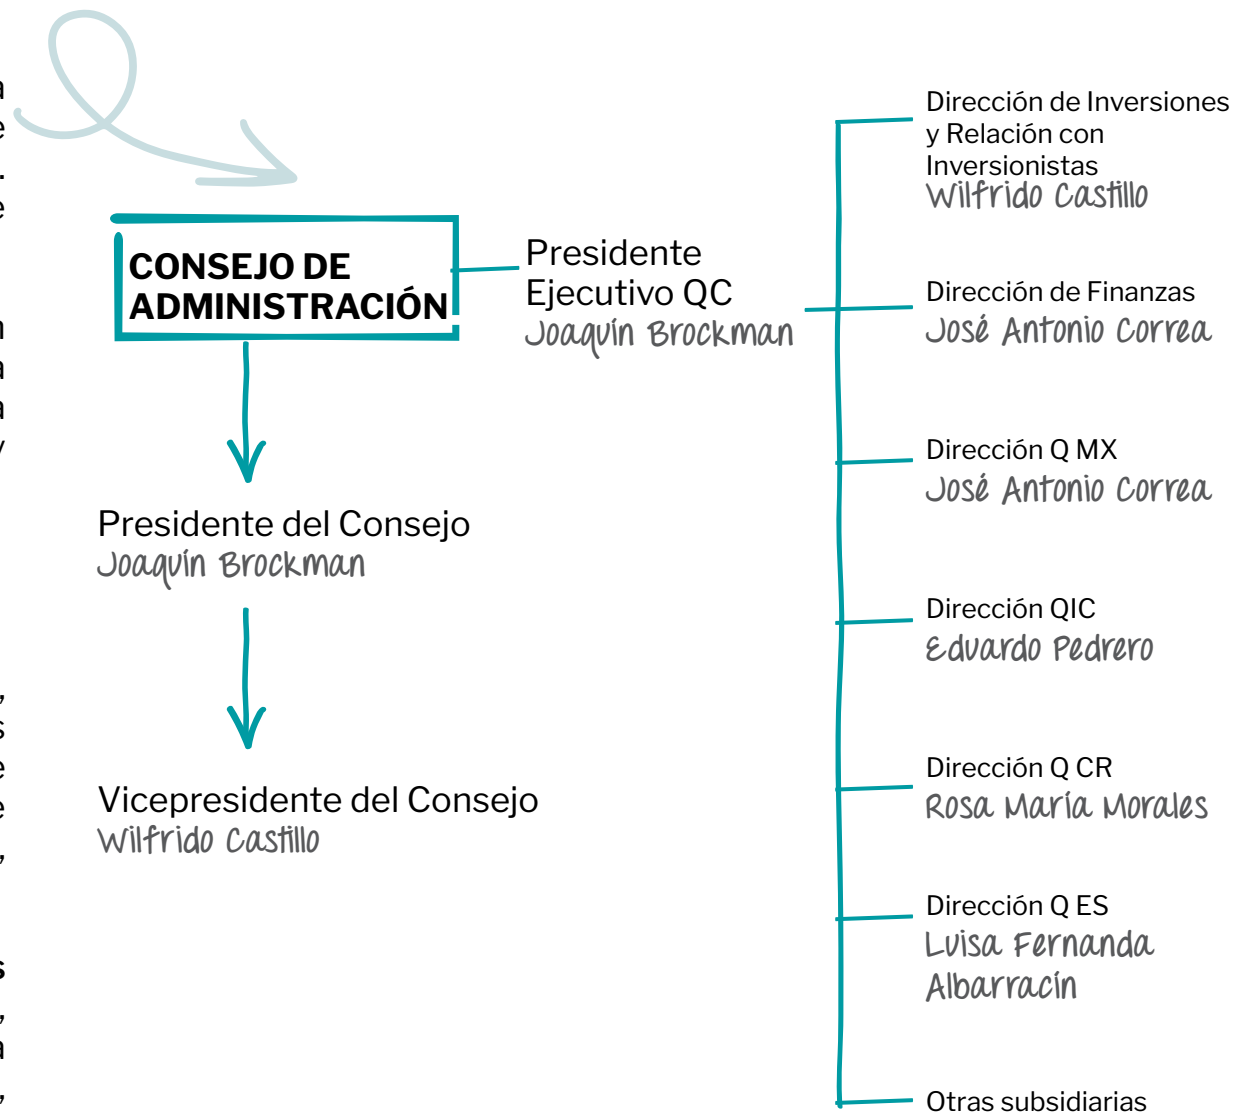 CONSEJO DE
ADMINISTRACIÓN
Presidente
Ejecutivo QC
Joaquín Brockman
Presidente del Consejo
Joaquín Brockman
Vicepresidente del Consejo
Wilfrido Castillo
Dirección de Inversiones
y Relación con
Inversionistas
Wilfrido Castillo
Dirección de Finanzas
José Antonio Correa
Dirección Q MX
José Antonio Correa
Dirección QIC
Eduardo Pedrero
Dirección Q CR
Rosa María Morales
Dirección Q ES
Luisa Fernanda
Albarracín
Otras subsidiarias